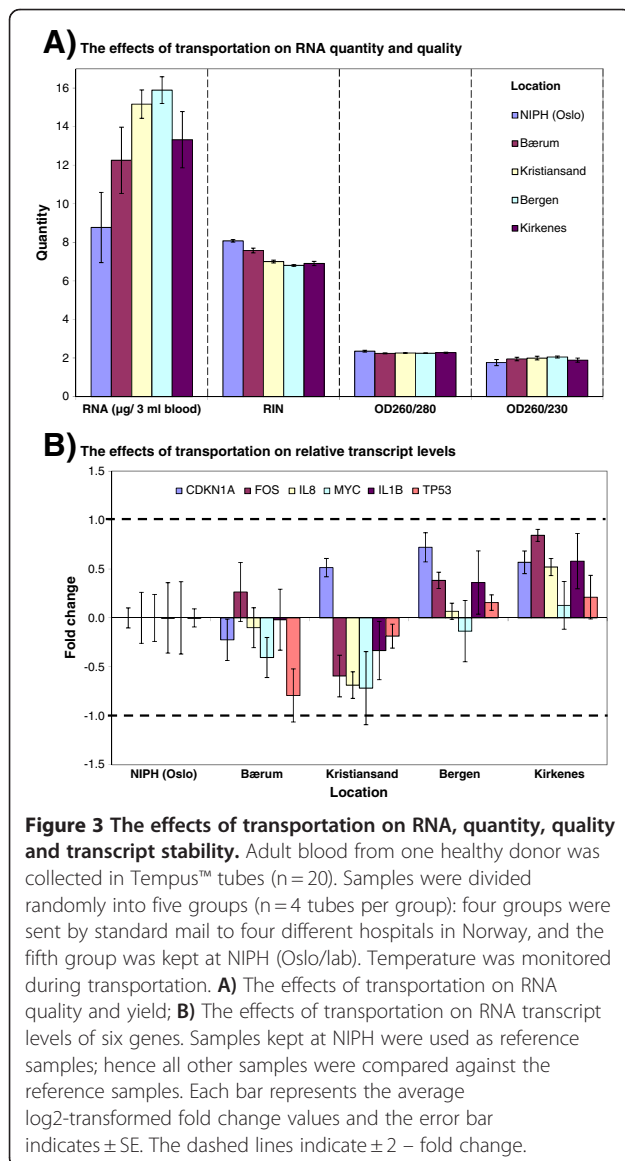 A) The effects of transportation on RNA quantity and quality
Quantity
16
14
12
10
8
6
4
2
0
Location
NIPH (Oslo)
Bærum
Kristiansand
Bergen
Kirkenes
RNA (µg/ 3 ml blood)
RIN
OD260/280
OD260/230
B) The effects of transportation on relative transcript levels
Fold change
1.5
1.0
0.5
0.0
-0.5
-1.0
-1.5
CDKN1A
FOS
IL8
MYC
IL1B
TP53
NIPH (Oslo)
Bærum
Kristiansand
Bergen
Kirkenes
Location
Figure 3 The effects of transportation on RNA, quantity, quality
and transcript stability. Adult blood from one healthy donor was
collected in Tempus™ tubes (n = 20). Samples were divided
randomly into five groups (n = 4 tubes per group): four groups were
sent by standard mail to four different hospitals in Norway, and the
fifth group was kept at NIPH (Oslo/lab). Temperature was monitored
during transportation. A) The effects of transportation on RNA
quality and yield; B) The effects of transportation on RNA transcript
levels of six genes. Samples kept at NIPH were used as reference
samples; hence all other samples were compared against the
reference samples. Each bar represents the average
log2-transformed fold change values and the error bar
indicates ± SE. The dashed lines indicate ± 2 – fold change.